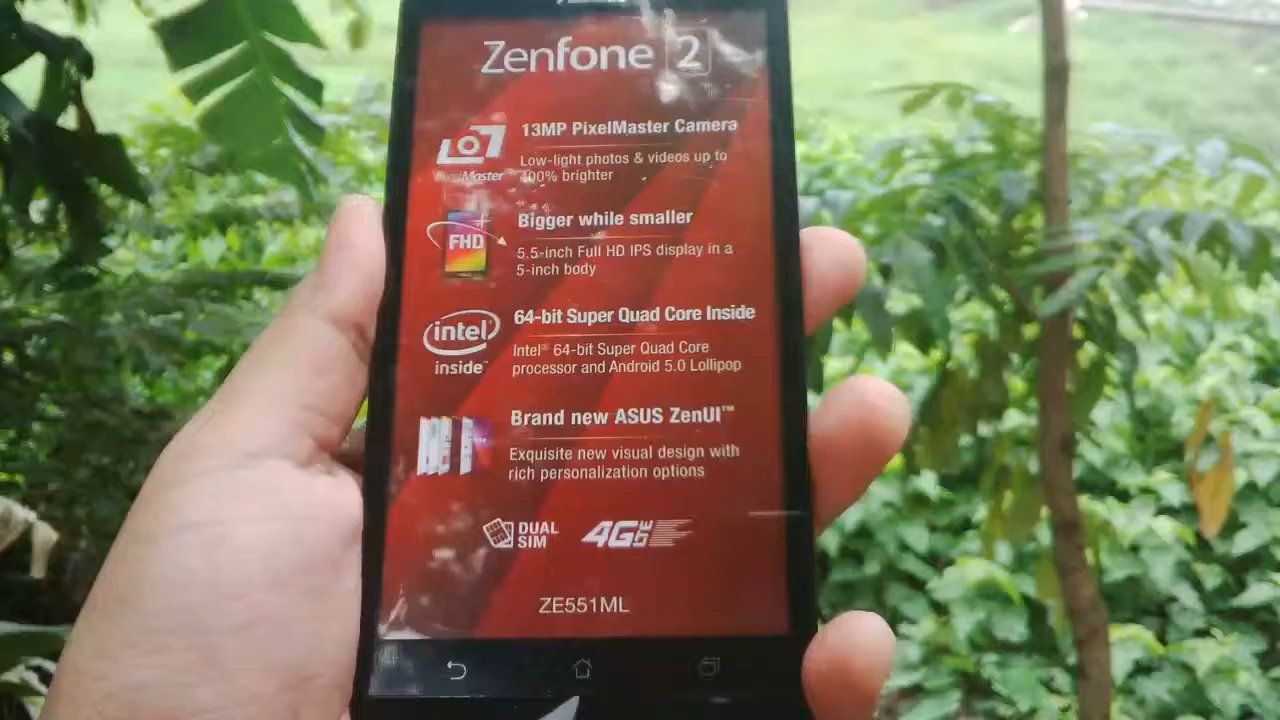 Zenfone 2
13MP PixelMaster Camera
Low-light photos & videos up to
400% brighter
Master
Bigger while smaller
FHD
5.5-inch Full HD IPS display in a
5-inch body
64-bit Super Quad Core Inside
intel
inside™
Intel® 64-bit Super Quad Core
processor and Android 5.0 Lollipop
Brand new ASUS ZenUI™
Exquisite new visual design with
rich personalization options
DUAL
SIM
4G LTE
ZE551ML